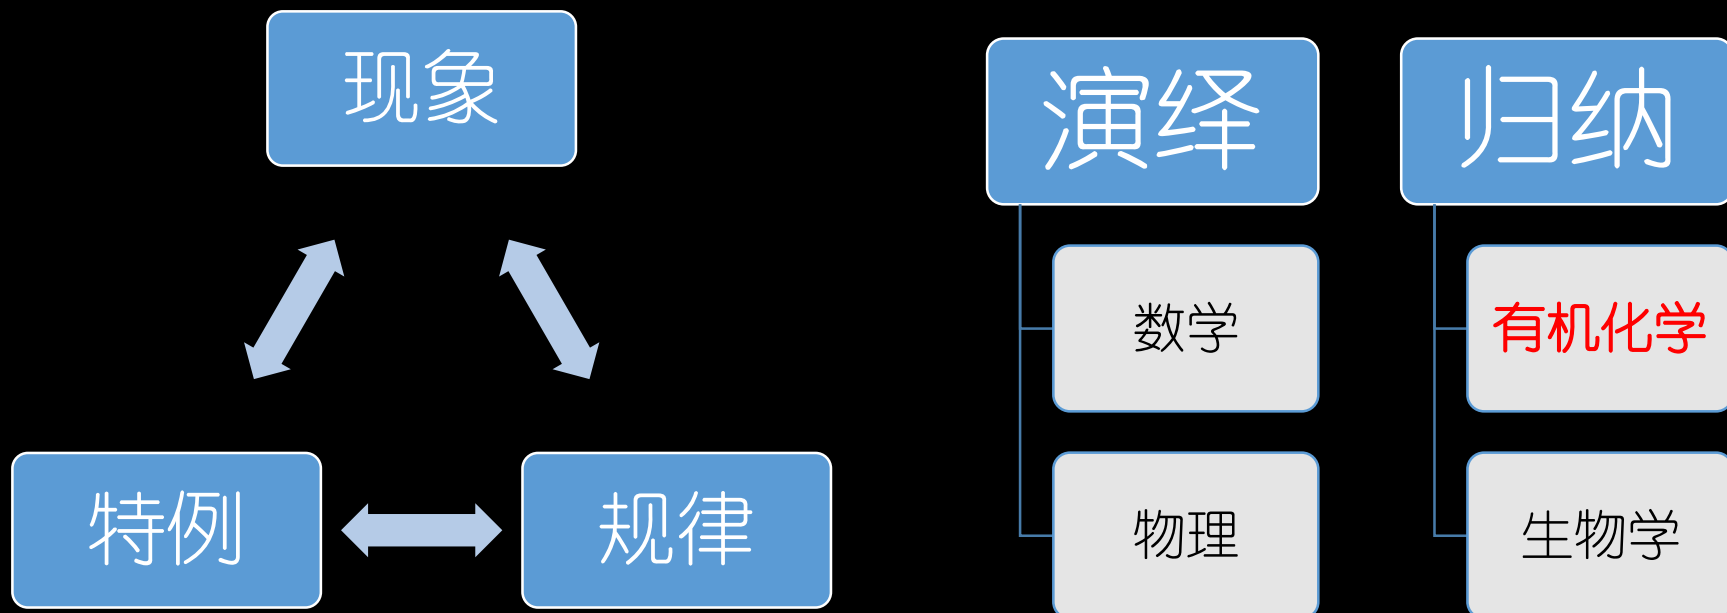 现象
特例
规律
演绎
数学
物理
归纳
有机化学
生物学